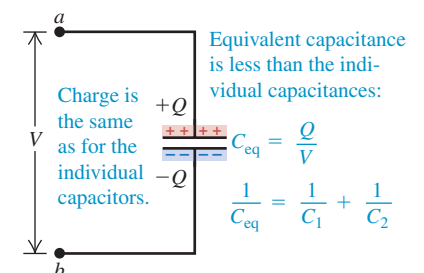 a
Equivalent capacitance
is less than the indi-
vidual capacitances:
Charge is
the same
as for the
individual
capacitors.
V
+Q
++ ++
– – – –
−Q
C_eq = Q/V
1/C_eq = 1/C_1 + 1/C_2
b